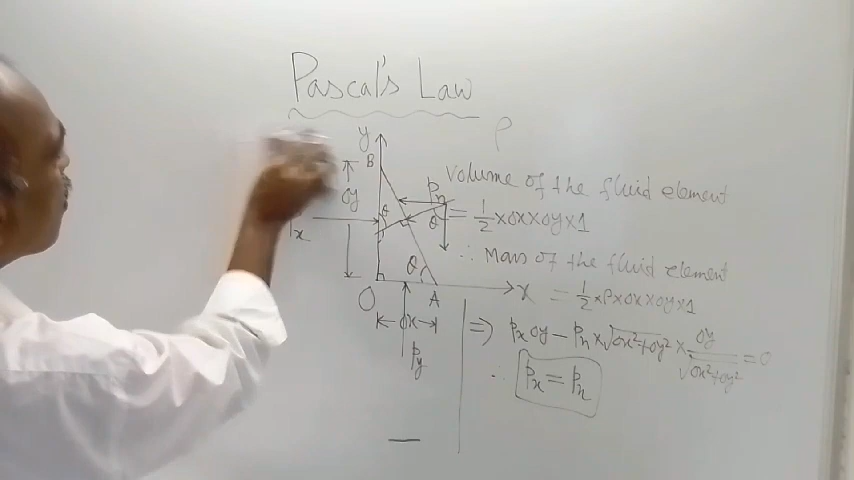 Pascal's Law
ρ
y
B
δy
Pn
θ
θ
Px
θ
O
A
x
δx
Py
Volume of the fluid element
= 1/2 × δx × δy × 1
∴ Mass of the fluid element
= 1/2 × ρ × δx × δy × 1
⇒ Px δy − Pn × √δx² + δy² × δy/√δx² + δy² = 0
∴ Px = Pn